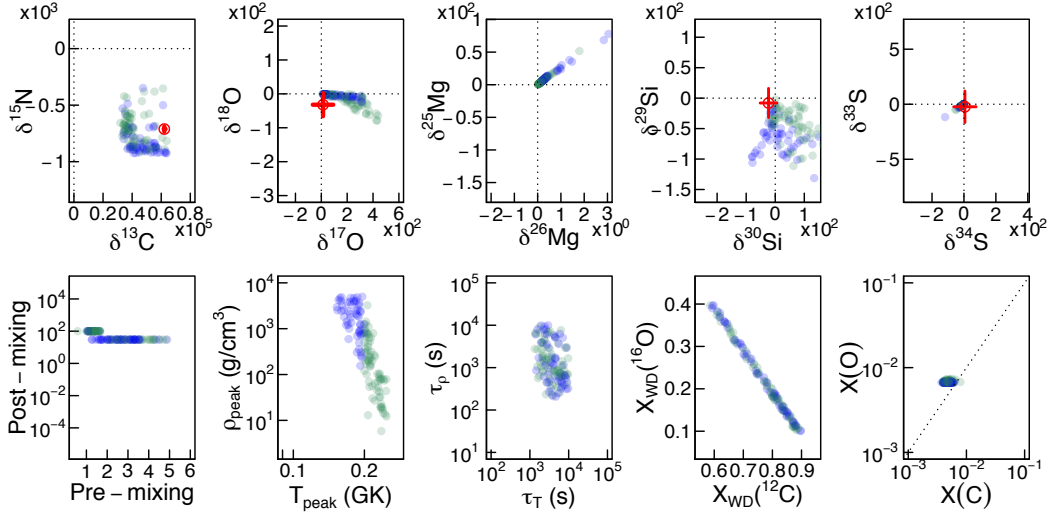 x10³ x10² x10² x10² x10²
δ¹⁵N 0 −0.5 −1
0 0.2 0.4 0.6 0.8
δ¹³C x10⁵
δ¹⁸O 2 1 0 −1 −2 −3
−2 0 2 4 6
δ¹⁷O x10²
δ²⁵Mg 1 0.5 0 −0.5 −1 −1.5
−2 −1 0 1 2 3
δ²⁶Mg x10⁰
δ²⁹Si 1 0.5 0 −0.5 −1 −1.5
−2 −1 0 1
δ³⁰Si x10²
δ³³S 5 0 −5
−2 0 2 4
δ³⁴S x10²
Post − mixing 10⁴ 10² 10⁰ 10⁻² 10⁻⁴
1 2 3 4 5 6
Pre − mixing
ρpeak (g/cm³) 10⁴ 10³ 10² 10¹
0.1 0.2
Tpeak (GK)
τρ (s) 10⁵ 10⁴ 10³ 10² 10¹
10² 10³ 10⁴ 10⁵
τT (s)
XWD(¹⁶O) 0.4 0.3 0.2 0.1
0.6 0.7 0.8 0.9
XWD(¹²C)
X(O) 10⁻¹ 10⁻² 10⁻³
10⁻³ 10⁻² 10⁻¹
X(C)